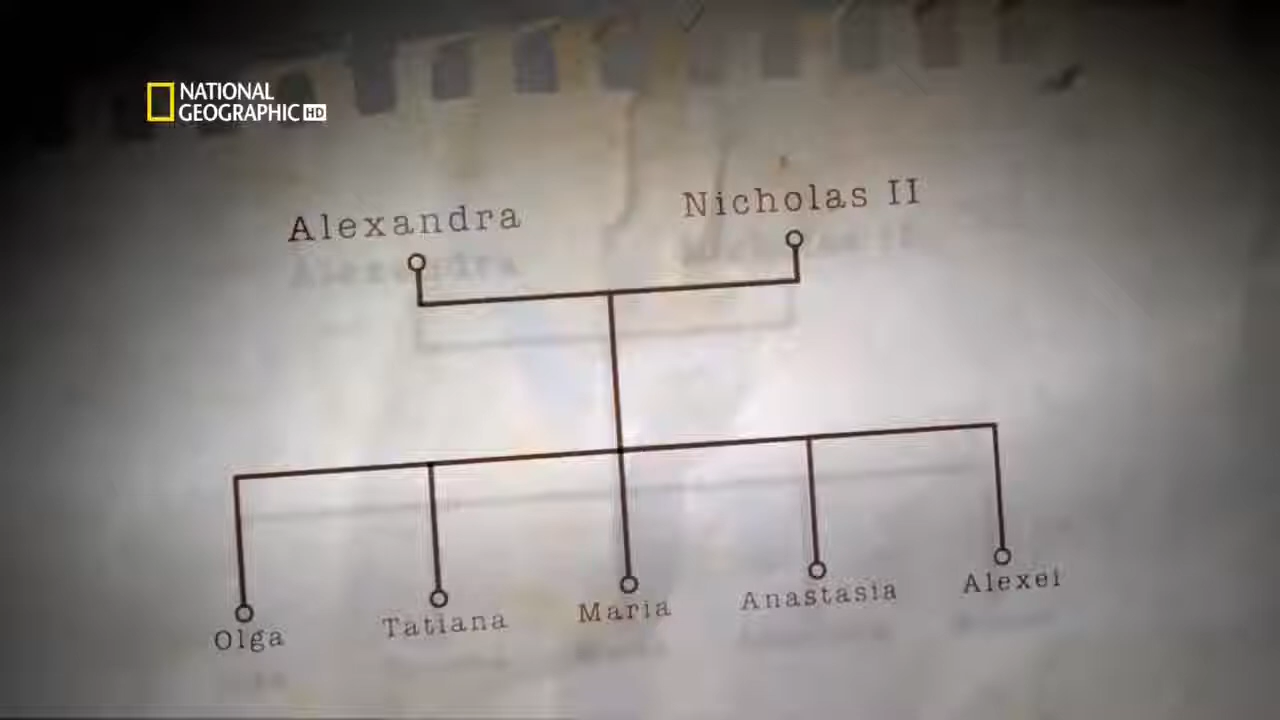 NATIONAL
GEOGRAPHIC HD
Alexandra
Nicholas II
Olga
Tatiana
Maria
Anastasia
Alexei